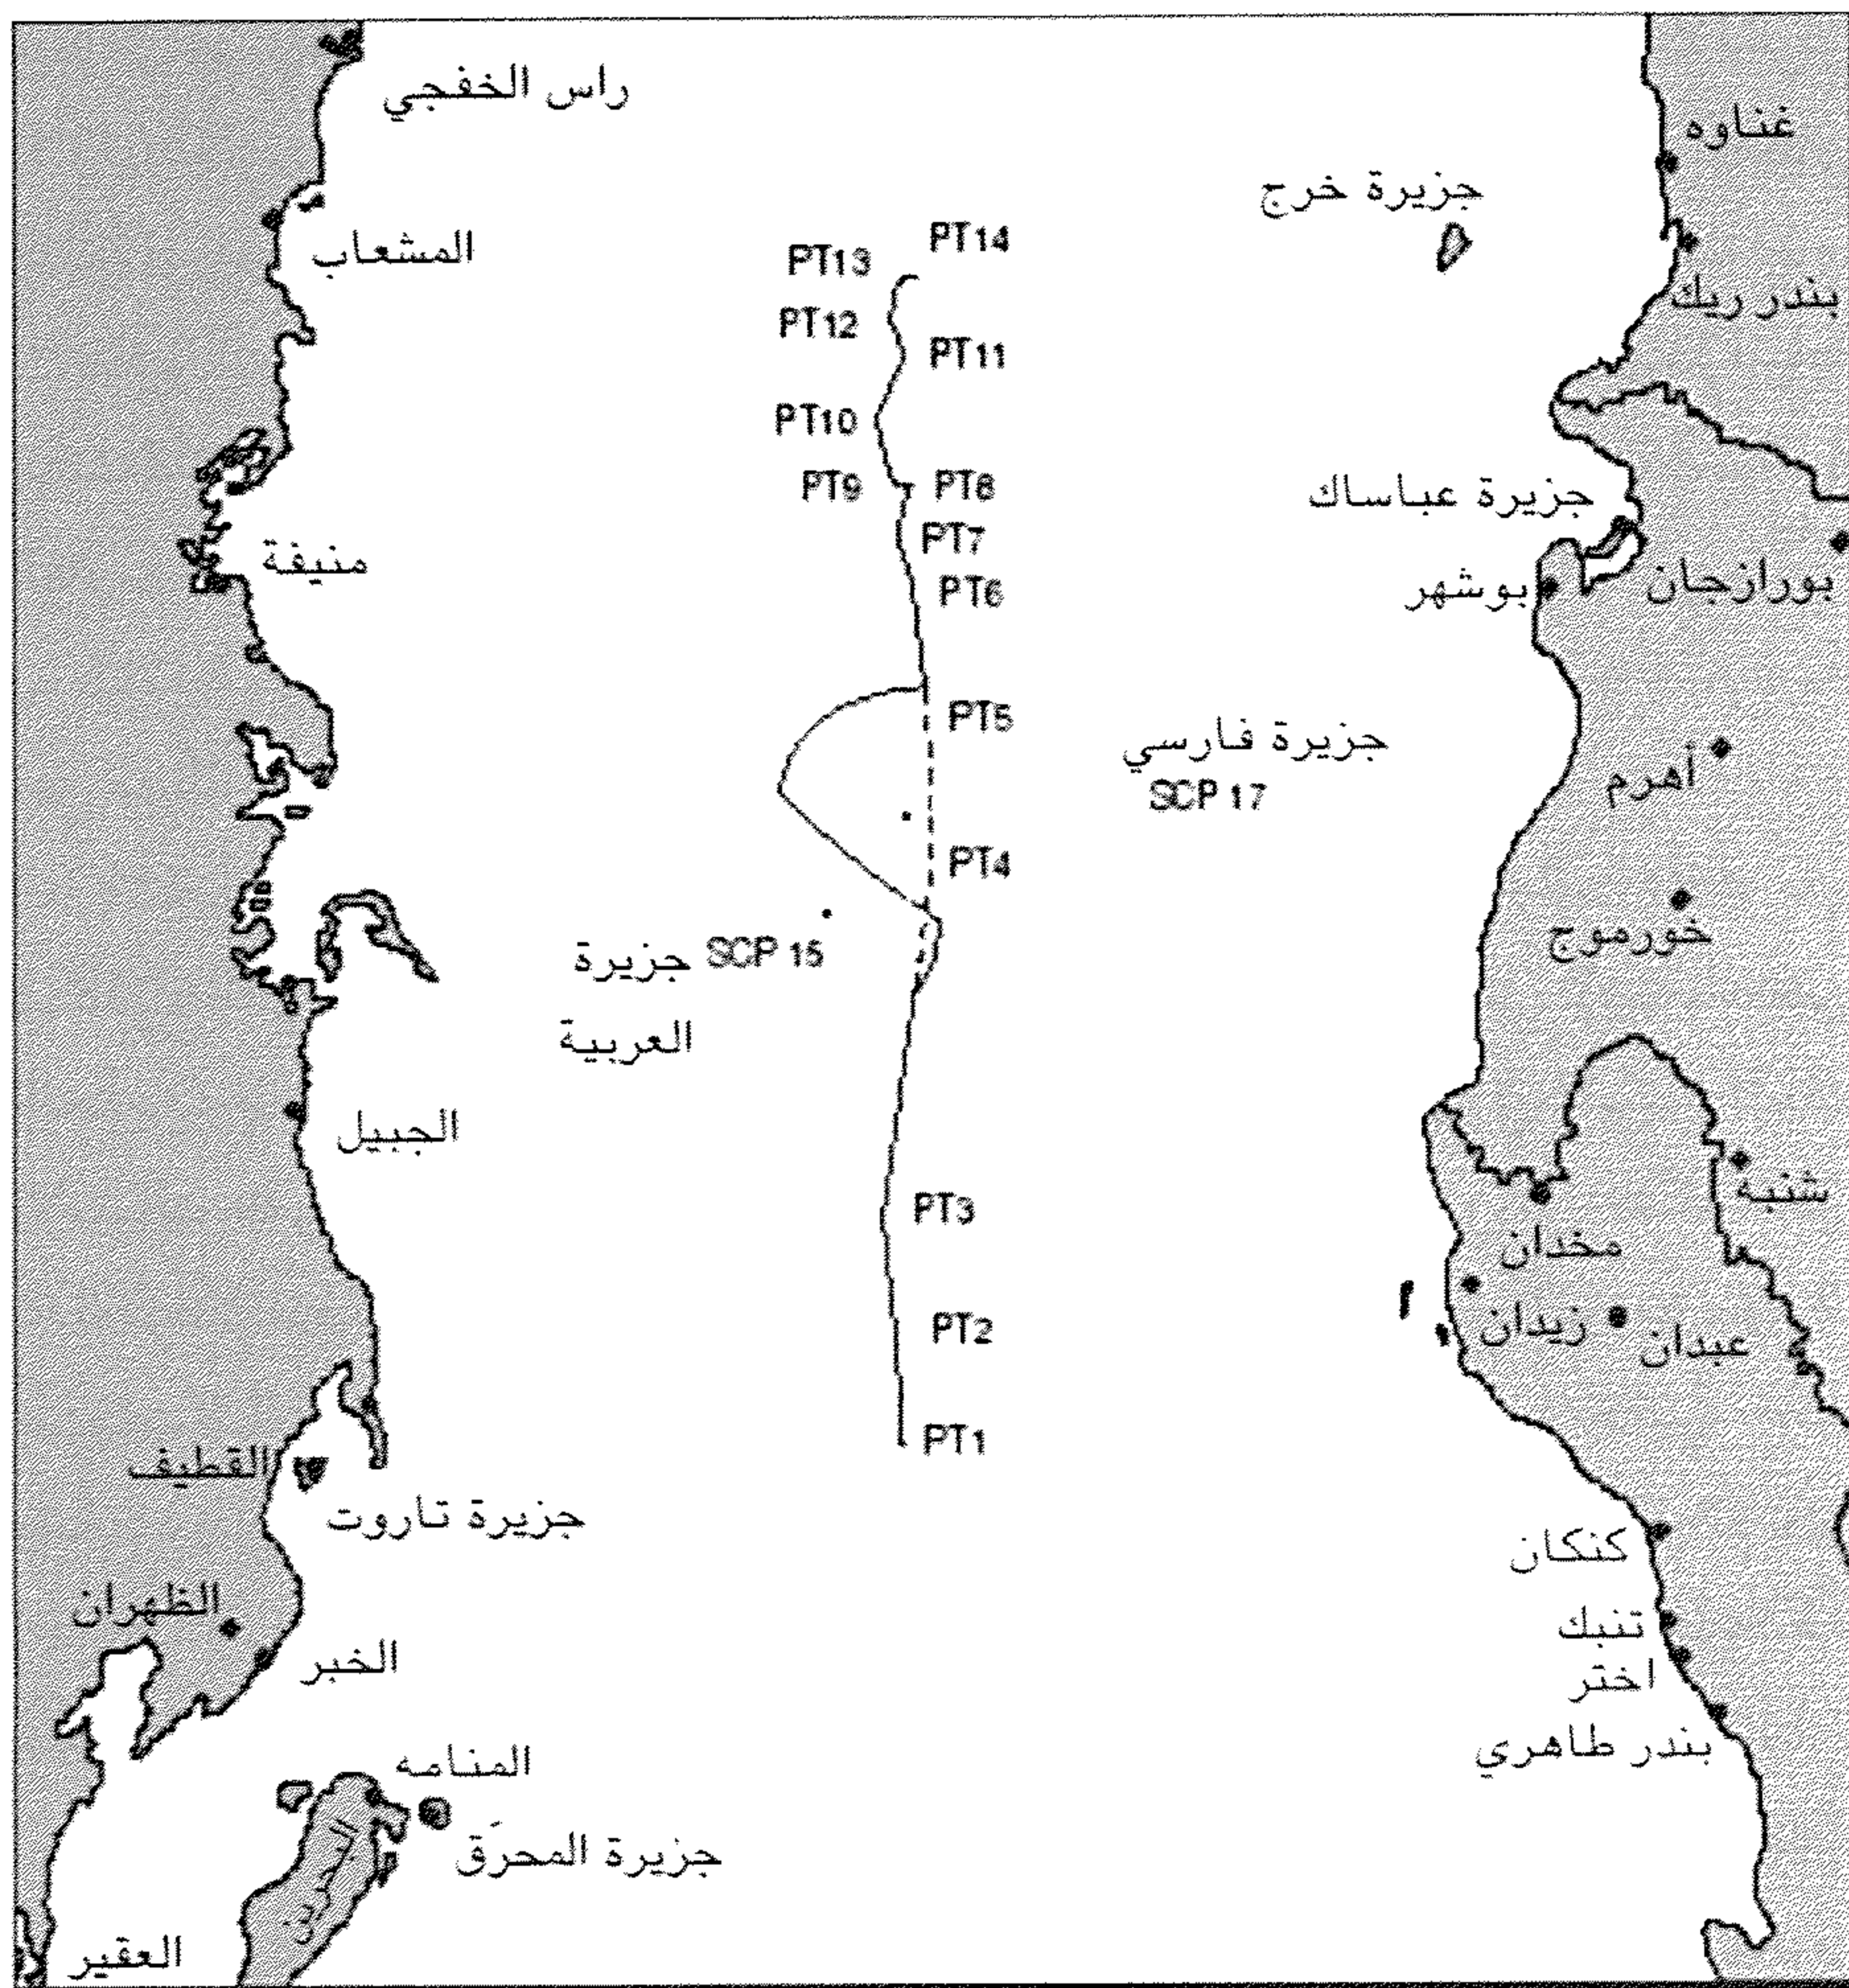 راس الخفجي
غناوه
جزيرة خرج
PT14
المشعاب
PT13
بندر ريك
PT12
PT11
PT10
PT9
PT8
جزيرة عباساك
PT7
منيفة
بورازجان
PT6
بوشهر
PT5
جزيرة فارسي
SCP 17
أهرم
PT4
خورموج
جزيرة SCP 15
العربية
الجبيل
شنبه
PT3
مخدان
PT2
زيدان
عبدان
PT1
القطيف
جزيرة تاروت
كنكان
الظهران
تنبك
الخبر
اختر
بندر طاهري
المنامه
جزيرة المحرَق
البحرين
العقير